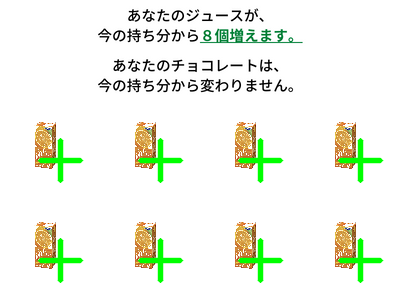 あなたのジュースが、
今の持ち分から８個増えます。
あなたのチョコレートは、
今の持ち分から変わりません。